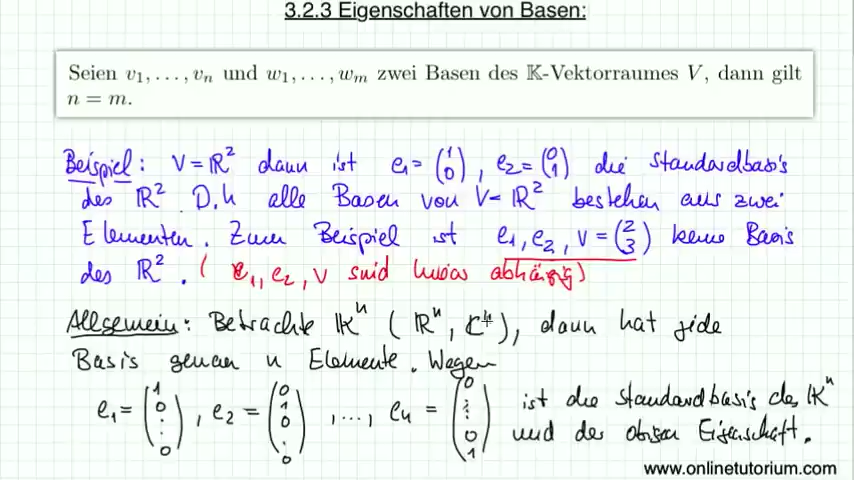 3.2.3 Eigenschaften von Basen:
Seien v₁, . . . , vₙ und w₁, . . . , wₘ zwei Basen des 𝕂-Vektorraumes V, dann gilt
n = m.
Beispiel: V = ℝ² dann ist e₁ = (1 0), e₂ = (0 1) die Standardbasis
des ℝ². D.h alle Basen von V = ℝ² bestehen aus zwei
Elementen. Zum Beispiel ist e₁, e₂, v = (2 3) keine Basis
des ℝ². (e₁, e₂, v sind linear abhängig)
Allgemein: Betrachte 𝕂ⁿ (ℝⁿ, ℂⁿ), dann hat jede
Basis genau n Elemente. Wegen
e₁ = (1 0 ⋮ 0), e₂ = (0 1 0 ⋮ 0), ..., eₙ = (0 ⋮ 0 1) ist die Standardbasis des 𝕂ⁿ
und der obigen Eigenschaft.
www.onlinetutorium.com